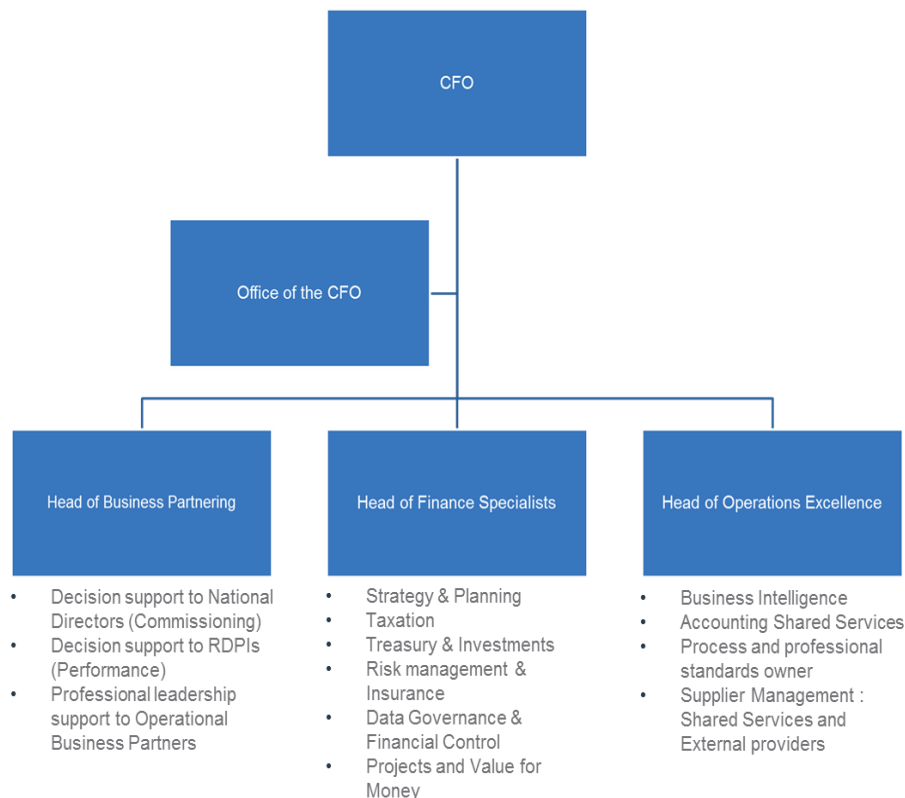 CFO
Office of the CFO
Head of Business Partnering
Head of Finance Specialists
Head of Operations Excellence
• Decision support to National
Directors (Commissioning)
• Decision support to RDPIs
(Performance)
• Professional leadership
support to Operational
Business Partners
• Strategy & Planning
• Taxation
• Treasury & Investments
• Risk management &
Insurance
• Data Governance &
Financial Control
• Projects and Value for
Money
• Business Intelligence
• Accounting Shared Services
• Process and professional
standards owner
• Supplier Management :
Shared Services and
External providers